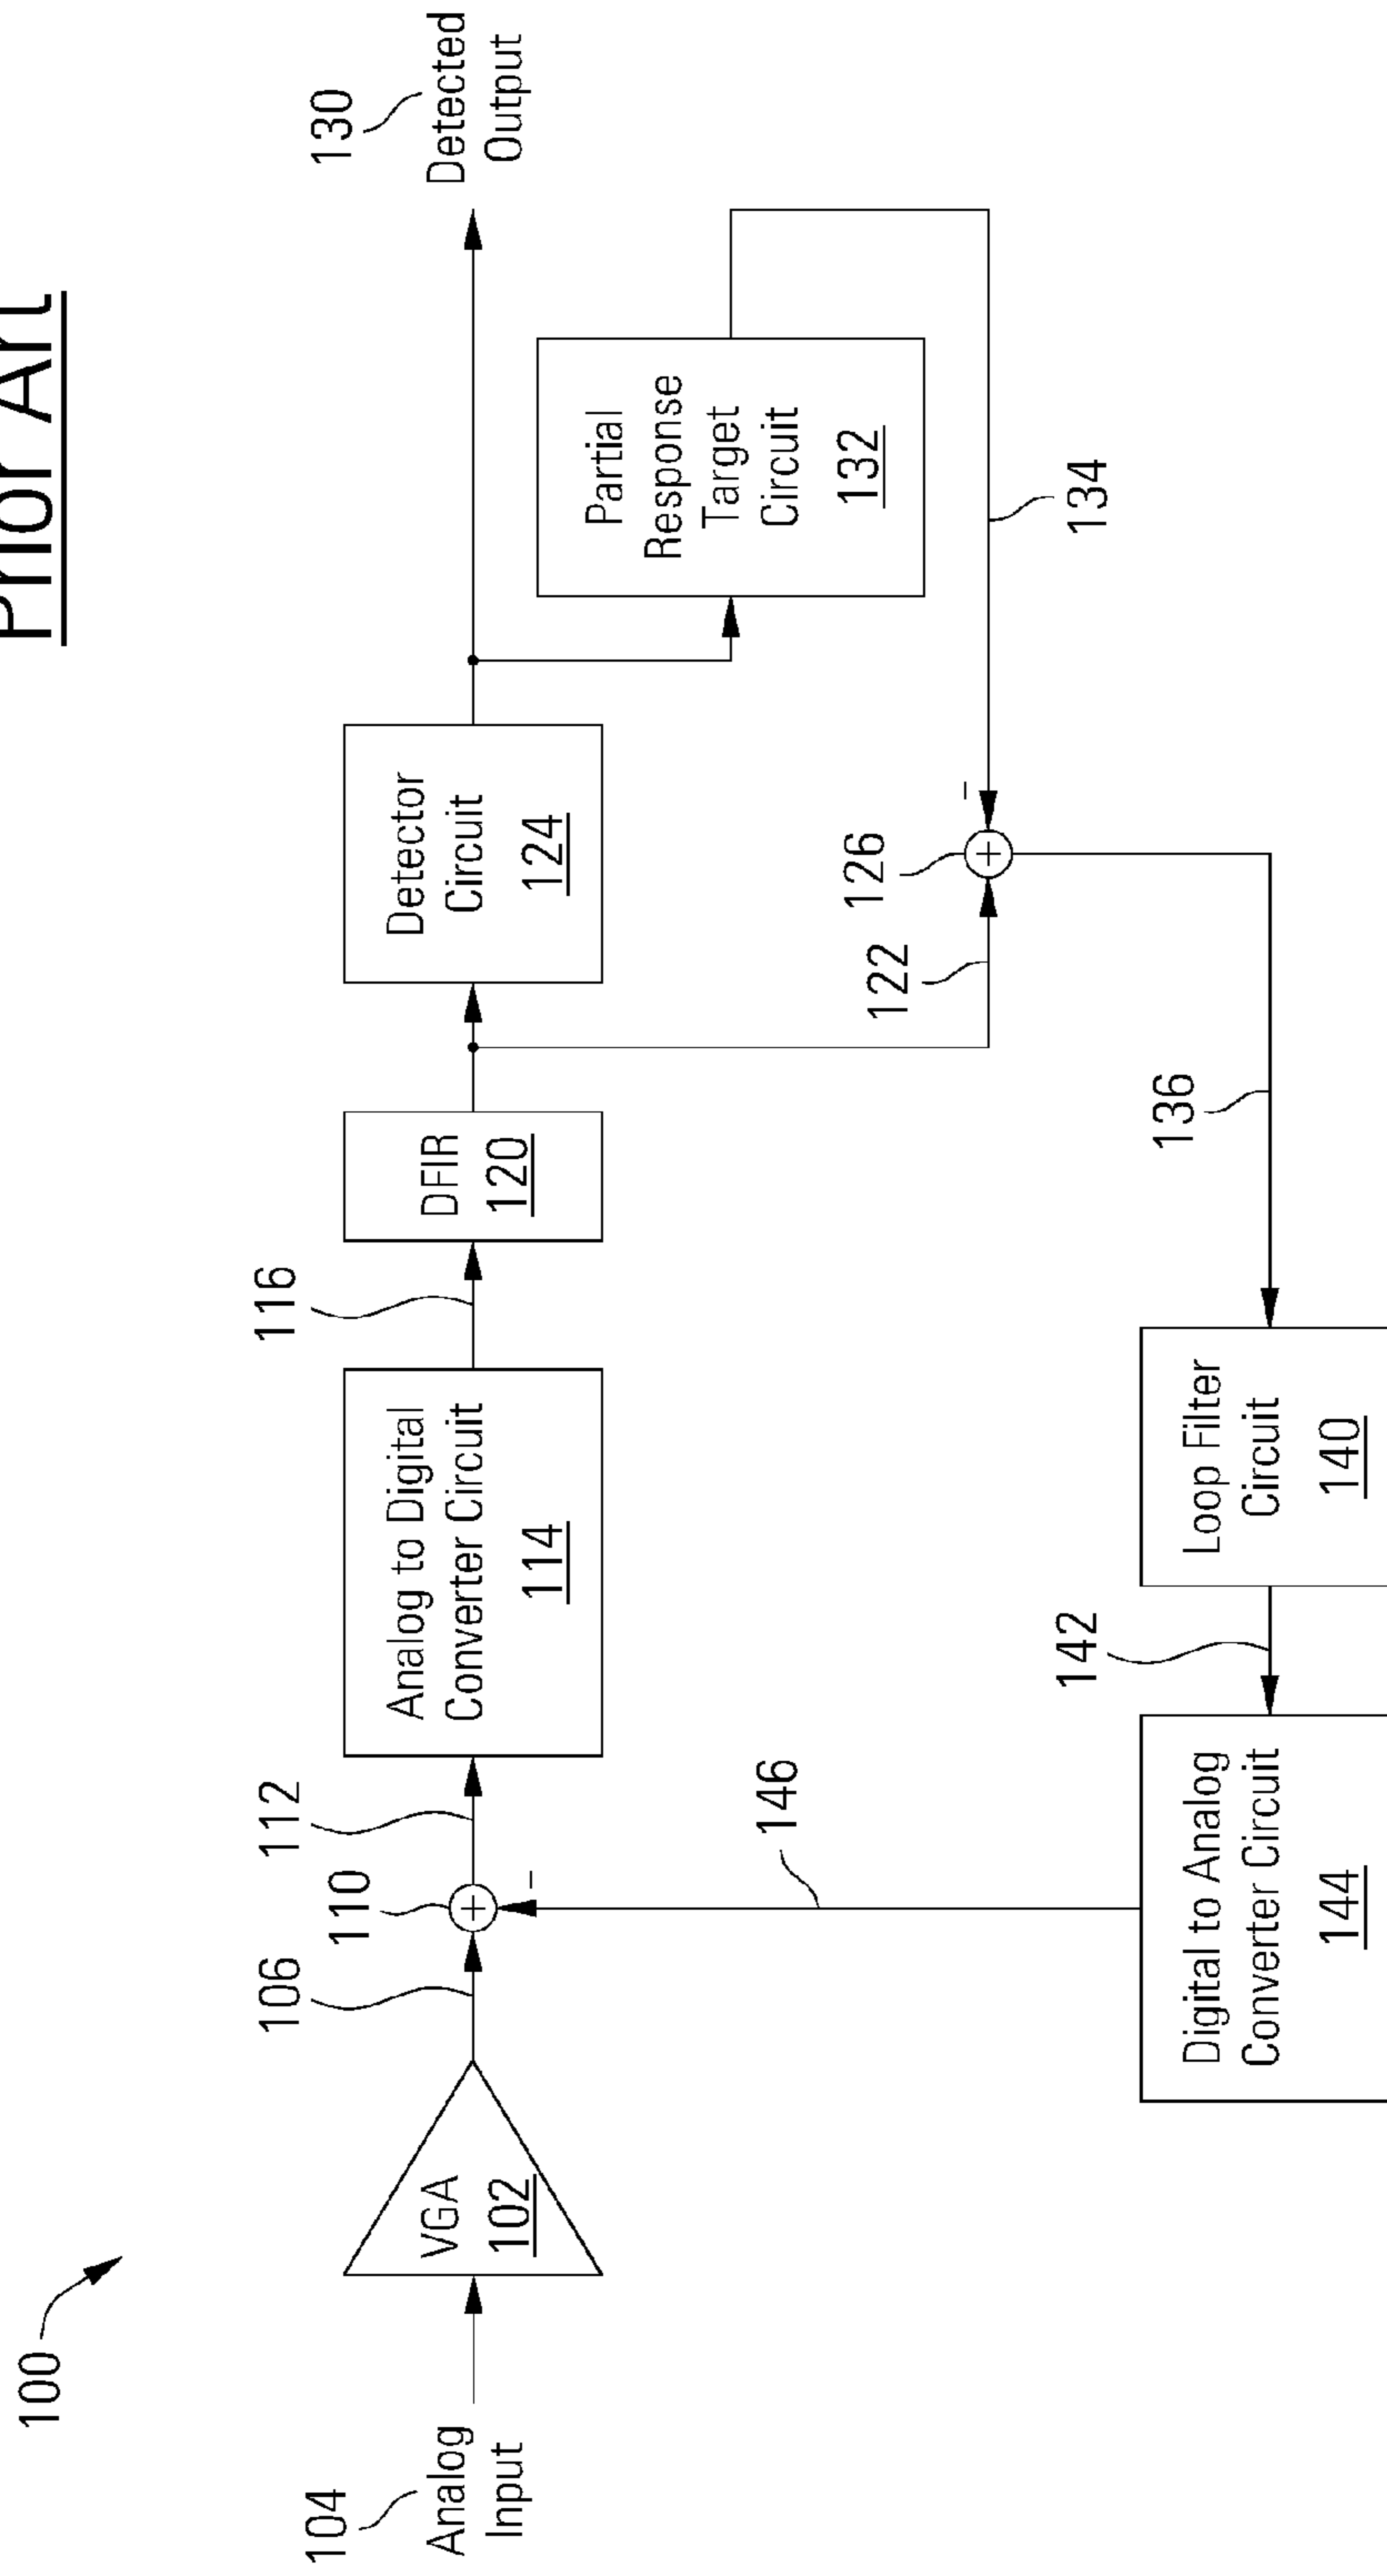 Prior Art
100
130
Detected
Output
104
Analog
Input
VGA
102
106
110
112
Analog to Digital
Converter Circuit
114
116
DFIR
120
Detector
Circuit
124
Partial
Response
Target
Circuit
132
122
126
134
146
136
Digital to Analog
Converter Circuit
144
142
Loop Filter
Circuit
140
+
-
+
-